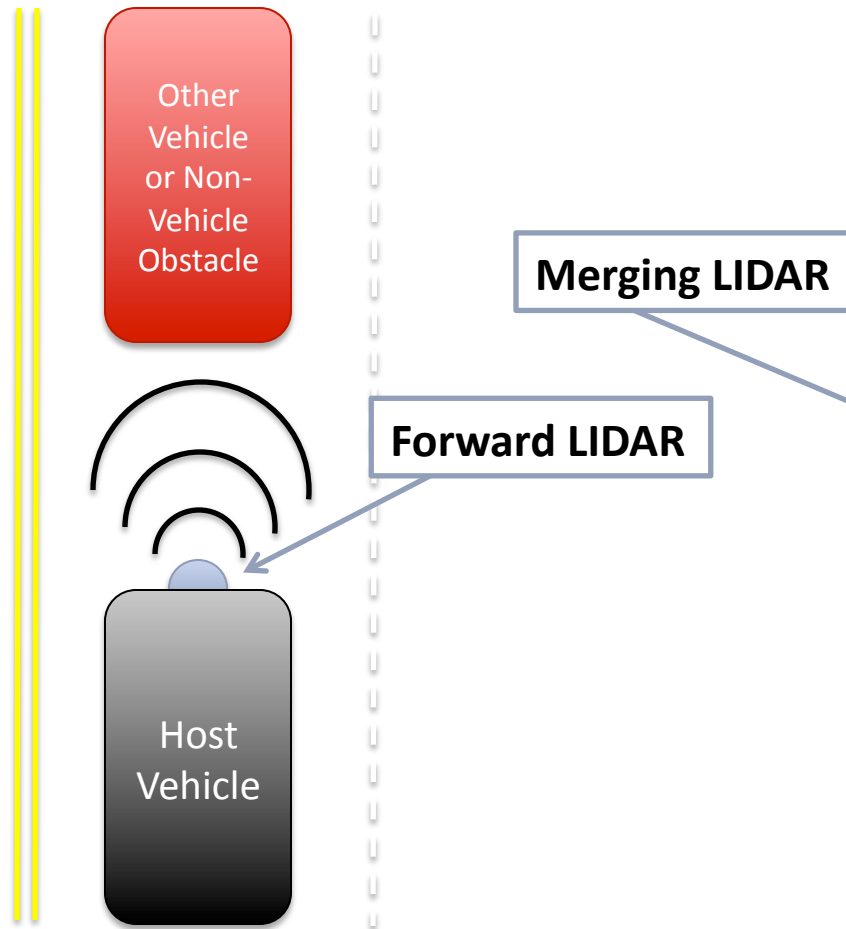 Other
Vehicle
or Non-
Vehicle
Obstacle
Merging LIDAR
Forward LIDAR
Host
Vehicle